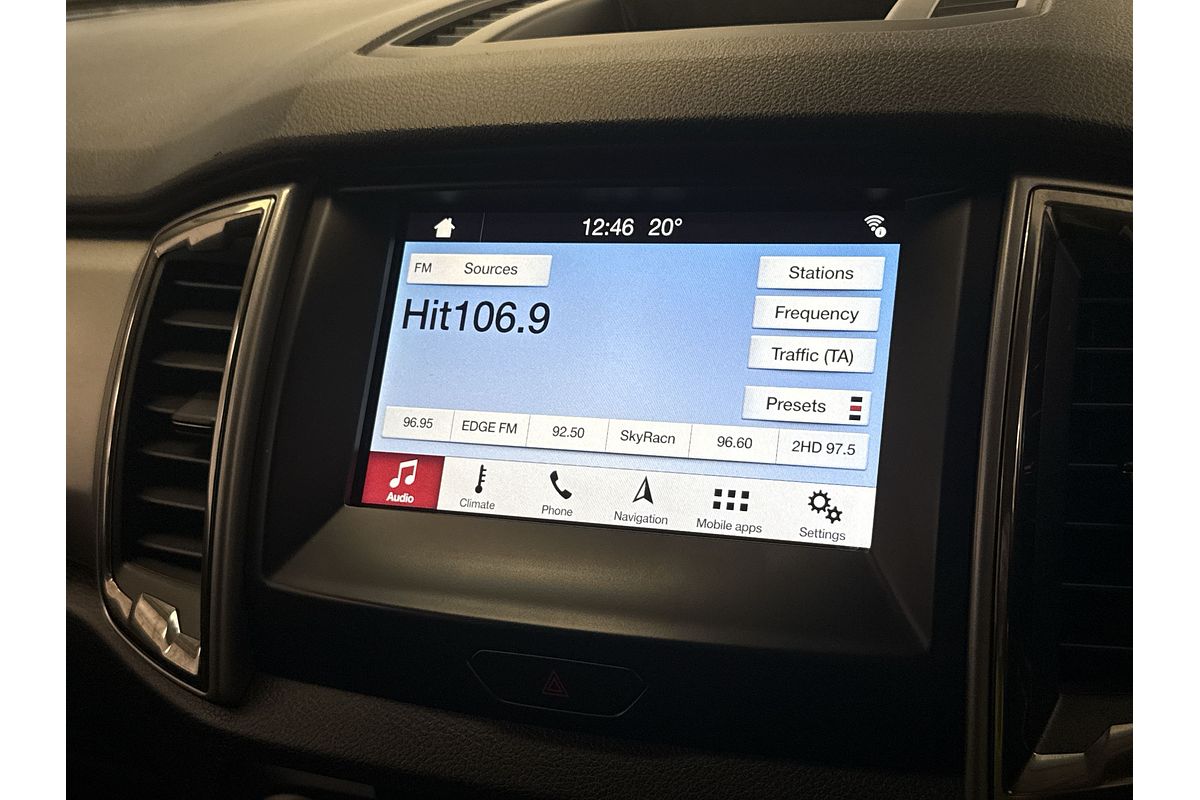 12:46 20°
FM Sources
Stations
Hit106.9
Frequency
Traffic (TA)
Presets
96.95 EDGE FM 92.50 SkyRacn 96.60 2HD 97.5
Audio Climate Phone Navigation Mobile apps Settings